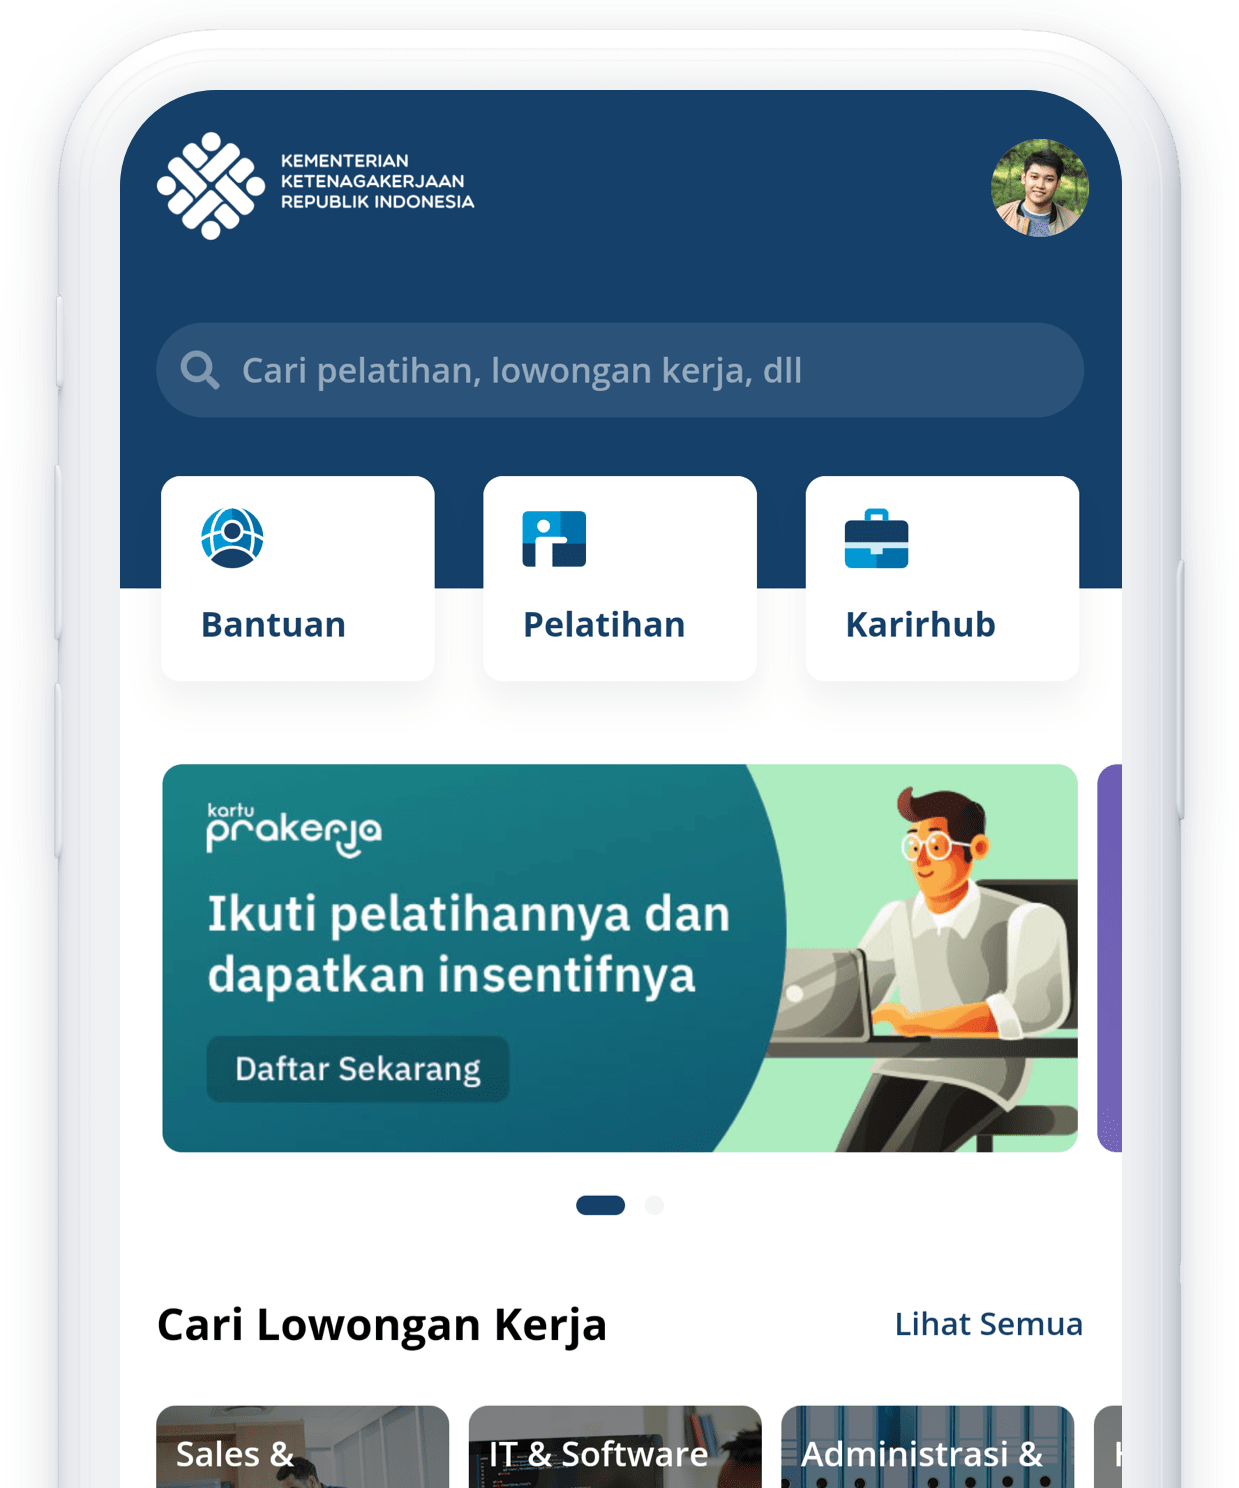 KEMENTERIAN
KETENAGAKERJAAN
REPUBLIK INDONESIA
Cari pelatihan, lowongan kerja, dll
Bantuan
Pelatihan
Karirhub
kartu
prakerja
Ikuti pelatihannya dan
dapatkan insentifnya
Daftar Sekarang
Cari Lowongan Kerja
Lihat Semua
Sales &
IT & Software
Administrasi &